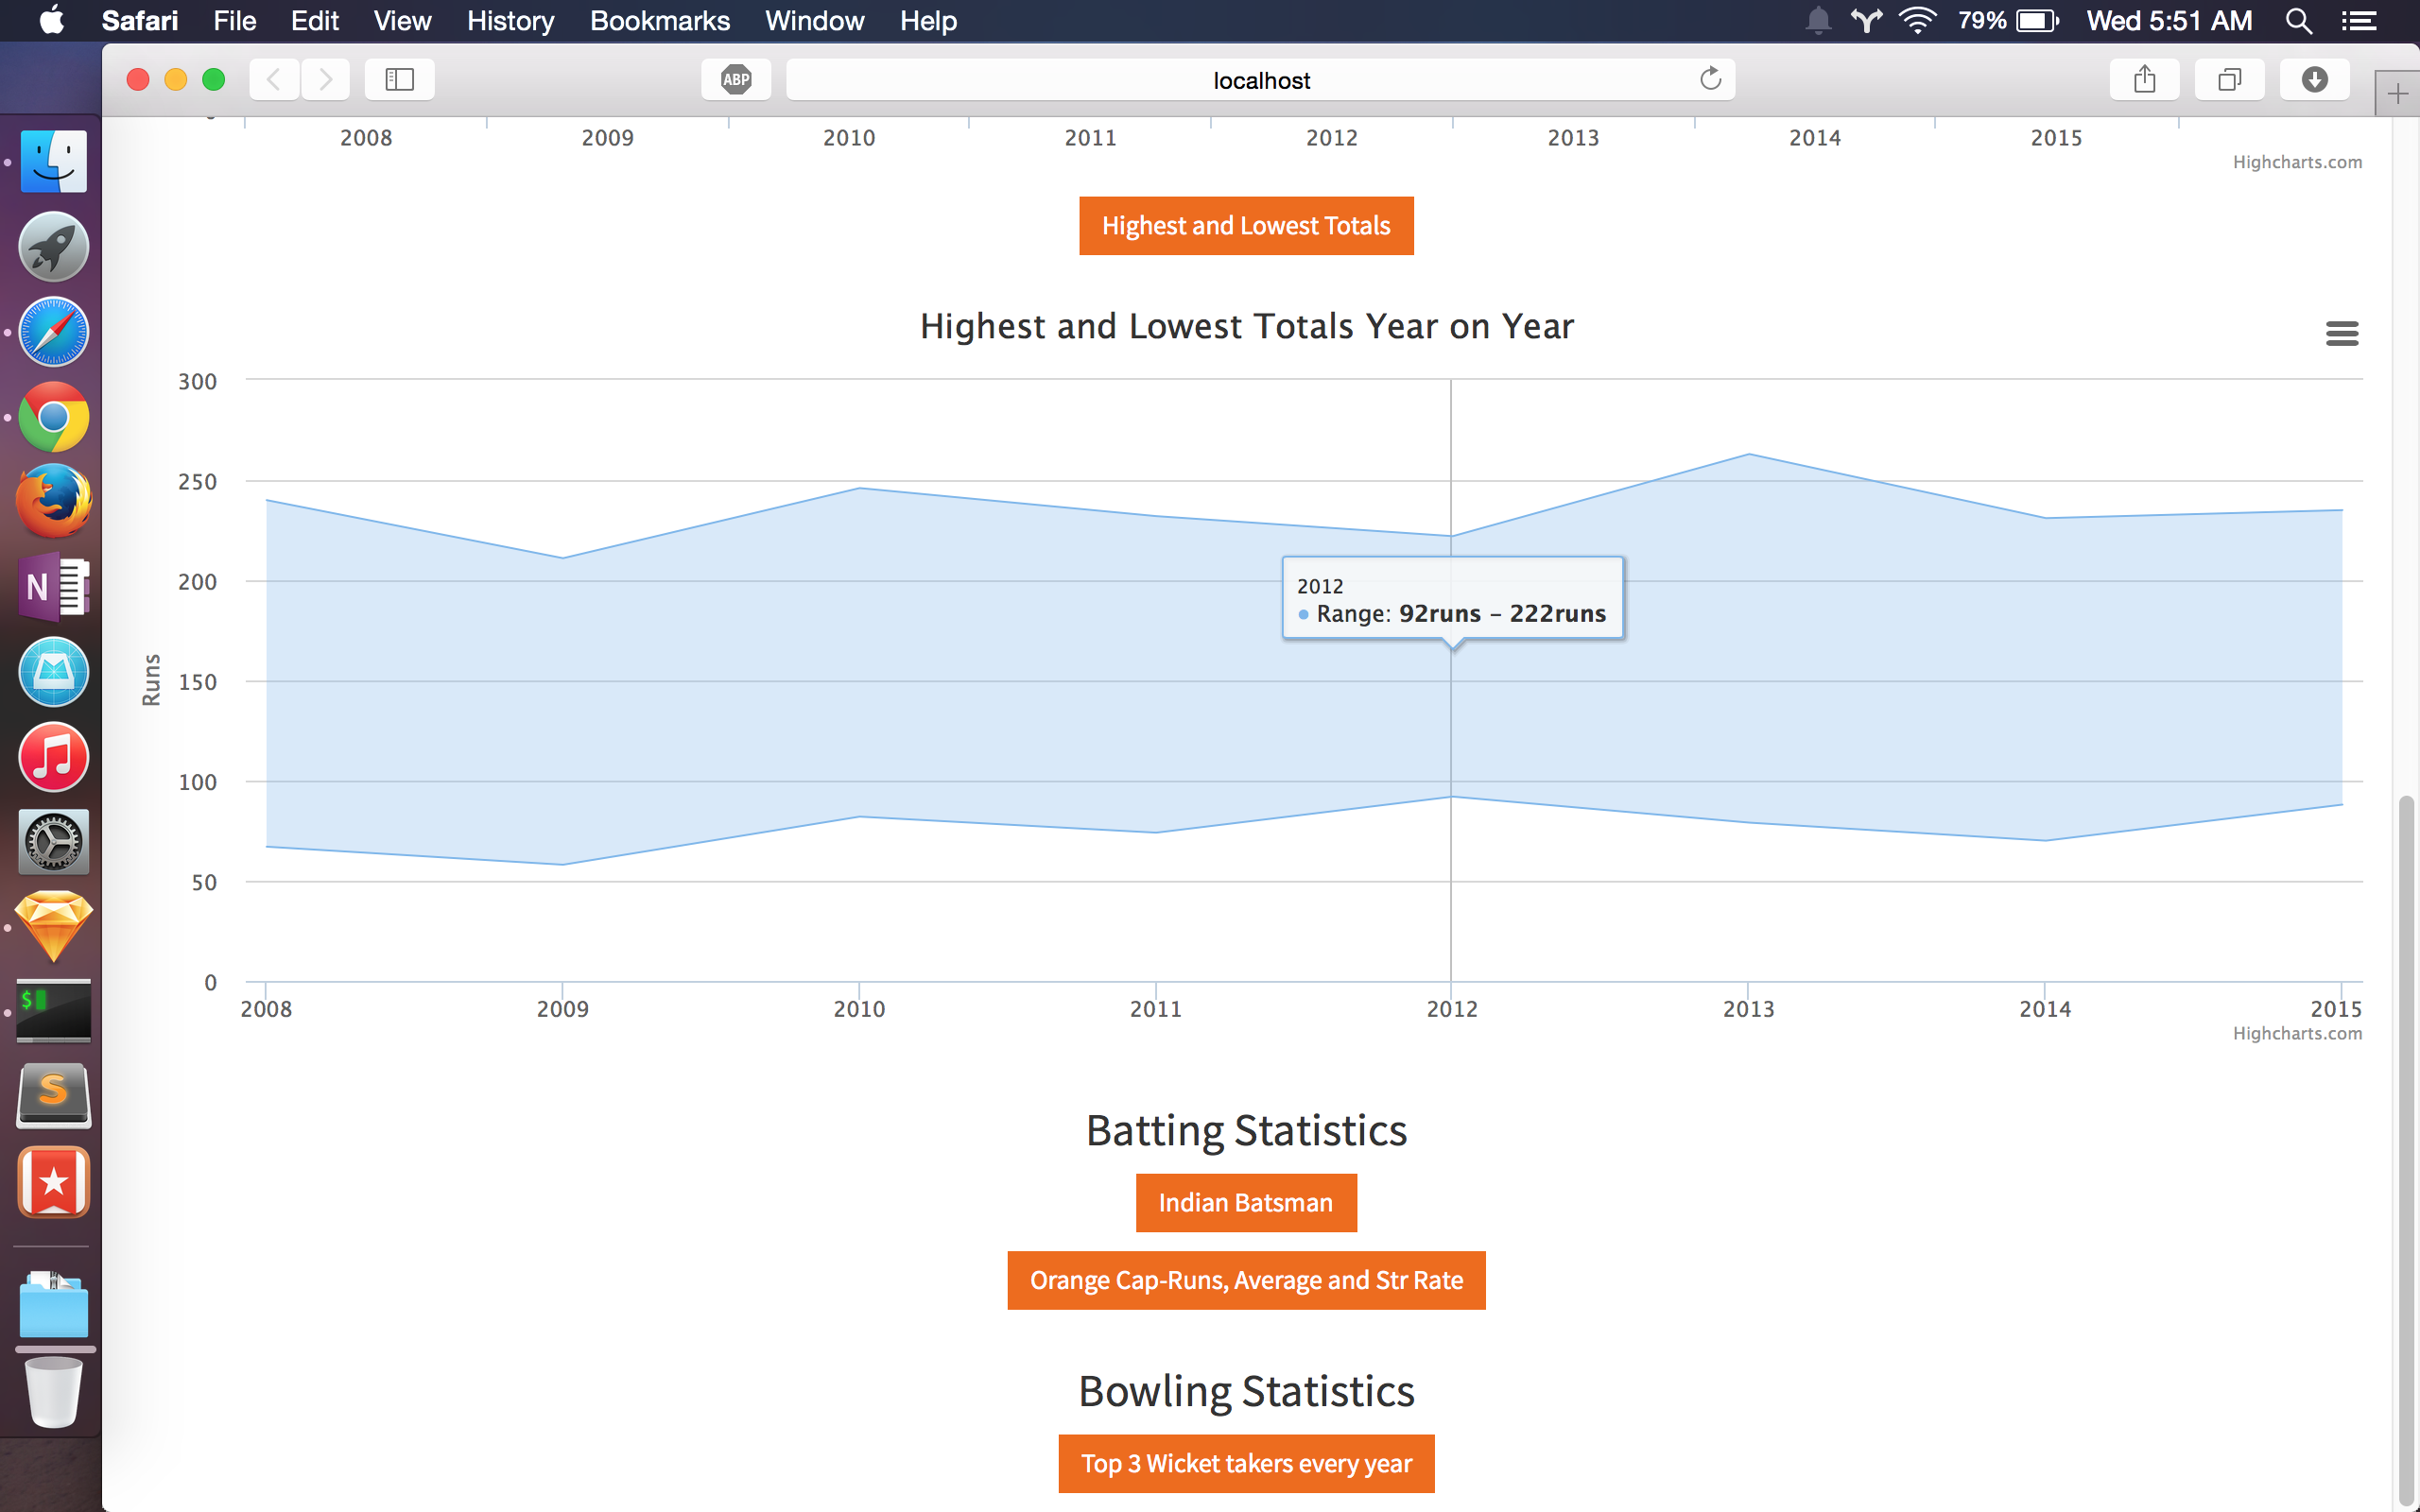 Safari File Edit View History Bookmarks Window Help 79% Wed 5:51 AM
ABP localhost
2008 2009 2010 2011 2012 2013 2014 2015
Highcharts.com
Highest and Lowest Totals
Highest and Lowest Totals Year on Year
300
250
200
150
100
50
0
Runs
2012
Range: 92runs – 222runs
2008 2009 2010 2011 2012 2013 2014 2015
Highcharts.com
Batting Statistics
Indian Batsman
Orange Cap-Runs, Average and Str Rate
Bowling Statistics
Top 3 Wicket takers every year
N
$
S